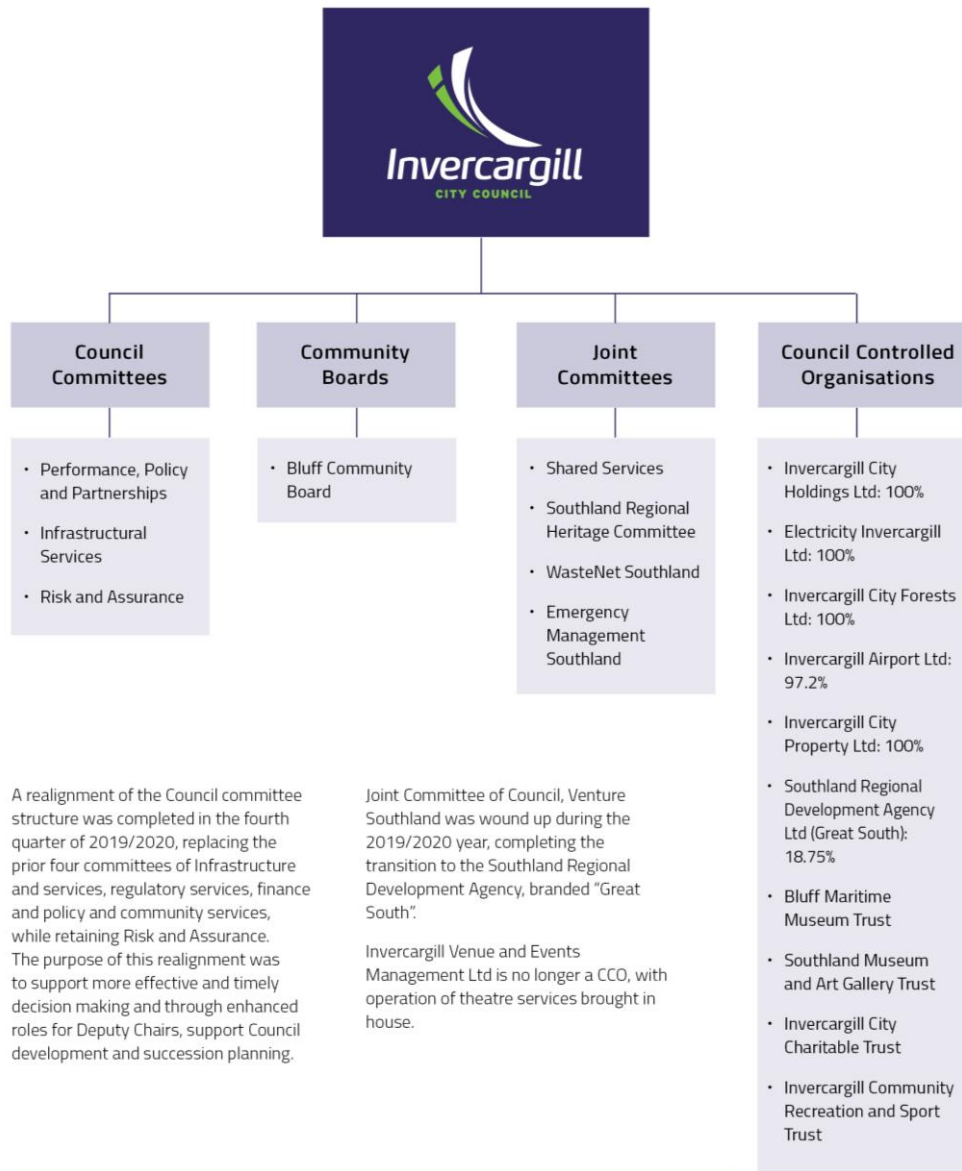 Invercargill
CITY COUNCIL
Council
Committees
• Performance, Policy
and Partnerships
• Infrastructural
Services
• Risk and Assurance
Community
Boards
• Bluff Community
Board
Joint
Committees
• Shared Services
• Southland Regional
Heritage Committee
• WasteNet Southland
• Emergency
Management
Southland
Council Controlled
Organisations
• Invercargill City
Holdings Ltd: 100%
• Electricity Invercargill
Ltd: 100%
• Invercargill City Forests
Ltd: 100%
• Invercargill Airport Ltd:
97.2%
• Invercargill City
Property Ltd: 100%
• Southland Regional
Development Agency
Ltd (Great South):
18.75%
• Bluff Maritime
Museum Trust
• Southland Museum
and Art Gallery Trust
• Invercargill City
Charitable Trust
• Invercargill Community
Recreation and Sport
Trust
A realignment of the Council committee
structure was completed in the fourth
quarter of 2019/2020, replacing the
prior four committees of Infrastructure
and services, regulatory services, finance
and policy and community services,
while retaining Risk and Assurance.
The purpose of this realignment was
to support more effective and timely
decision making and through enhanced
roles for Deputy Chairs, support Council
development and succession planning.
Joint Committee of Council, Venture
Southland was wound up during the
2019/2020 year, completing the
transition to the Southland Regional
Development Agency, branded “Great
South”.
Invercargill Venue and Events
Management Ltd is no longer a CCO, with
operation of theatre services brought in
house.